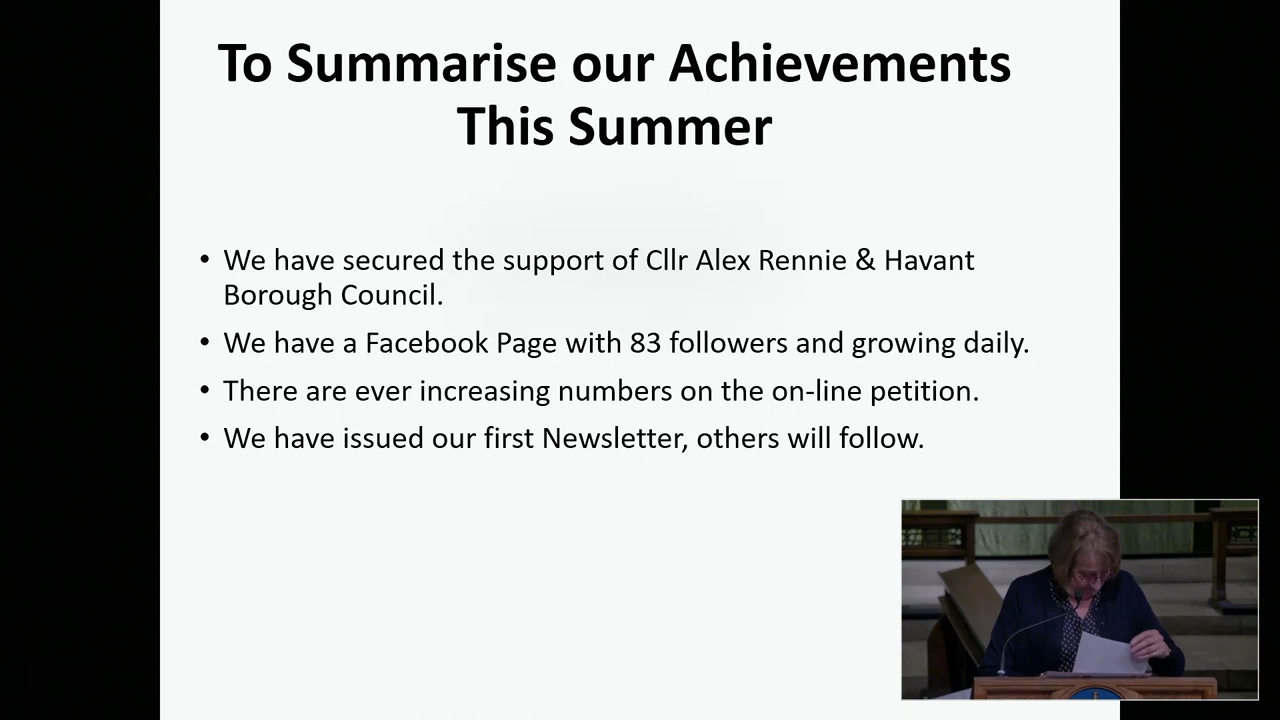 To Summarise our Achievements
This Summer
• We have secured the support of Cllr Alex Rennie & Havant
Borough Council.
• We have a Facebook Page with 83 followers and growing daily.
• There are ever increasing numbers on the on-line petition.
• We have issued our first Newsletter, others will follow.